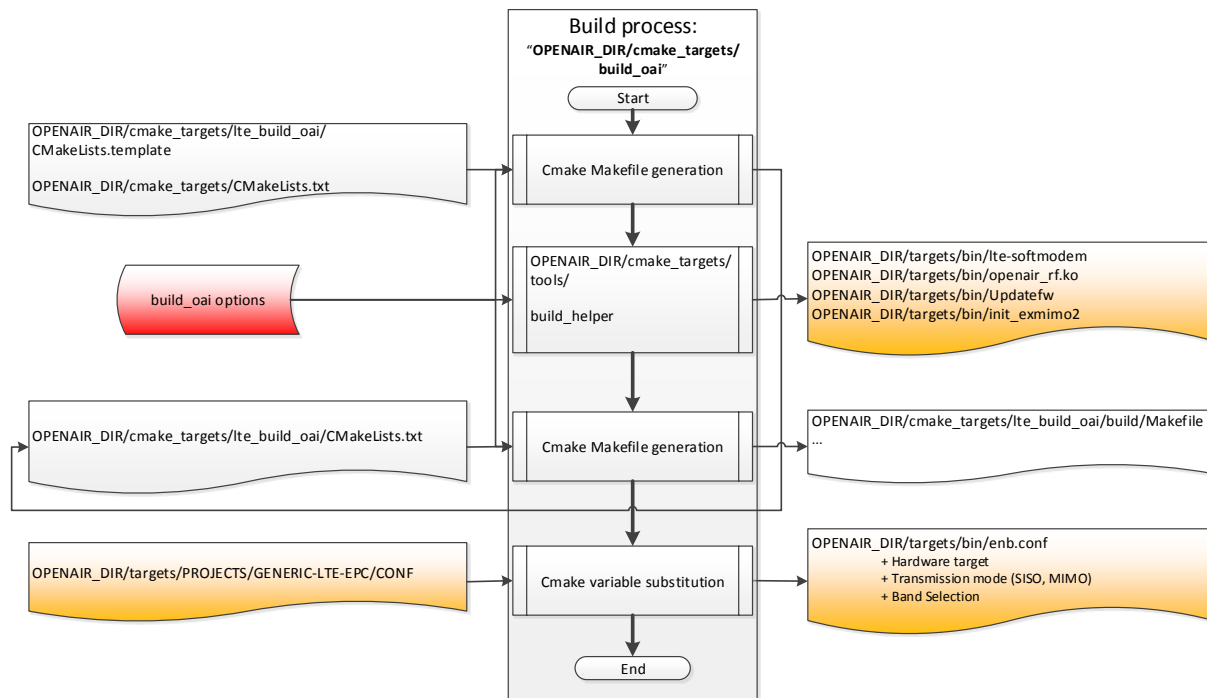 Build process:
“OPENAIR_DIR/cmake_targets/
build_oai”
Start
OPENAIR_DIR/cmake_targets/lte_build_oai/
CMakeLists.template
OPENAIR_DIR/cmake_targets/CMakeLists.txt
Cmake Makefile generation
build_oai options
OPENAIR_DIR/cmake_targets/
tools/
build_helper
OPENAIR_DIR/targets/bin/lte-softmodem
OPENAIR_DIR/targets/bin/openair_rf.ko
OPENAIR_DIR/targets/bin/Updatefw
OPENAIR_DIR/targets/bin/init_exmimo2
OPENAIR_DIR/cmake_targets/lte_build_oai/CMakeLists.txt
Cmake Makefile generation
OPENAIR_DIR/cmake_targets/lte_build_oai/build/Makefile
...
OPENAIR_DIR/targets/PROJECTS/GENERIC-LTE-EPC/CONF
Cmake variable substitution
OPENAIR_DIR/targets/bin/enb.conf
+ Hardware target
+ Transmission mode (SISO, MIMO)
+ Band Selection
End